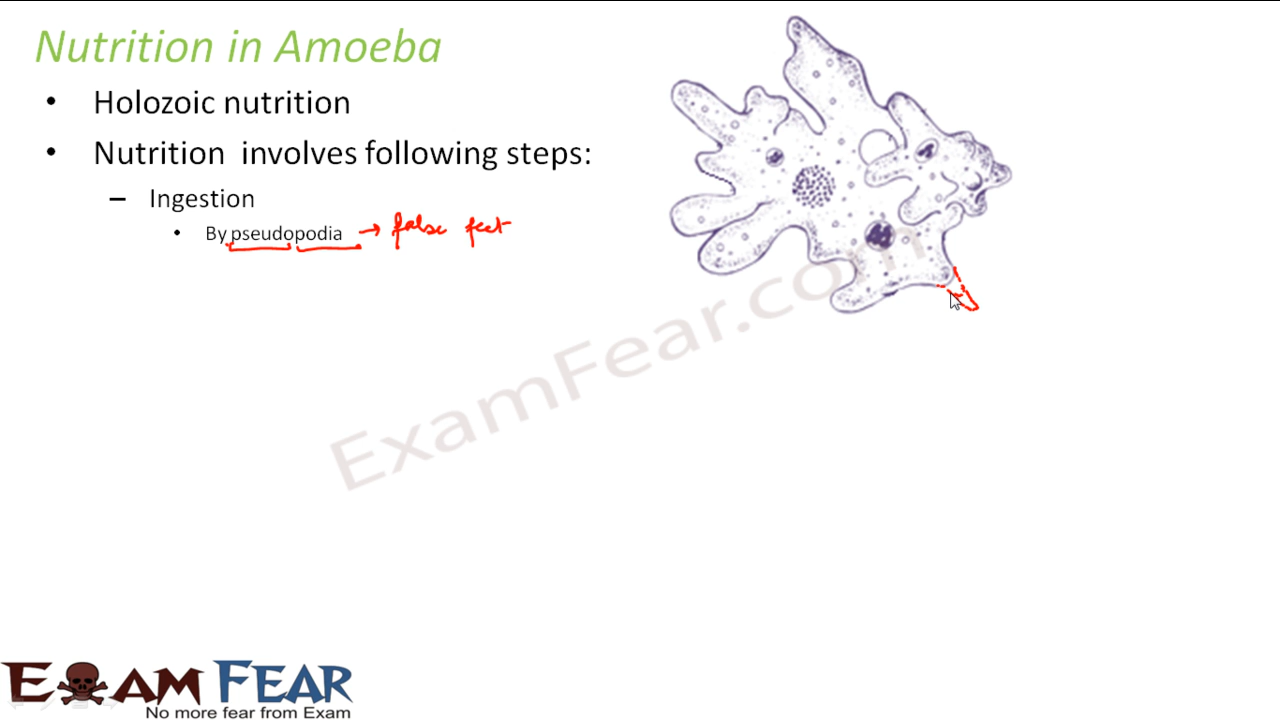 Nutrition in Amoeba
• Holozoic nutrition
• Nutrition involves following steps:
– Ingestion
• By pseudopodia → false feet
ExamFear.com
EXAM FEAR
No more fear from Exam